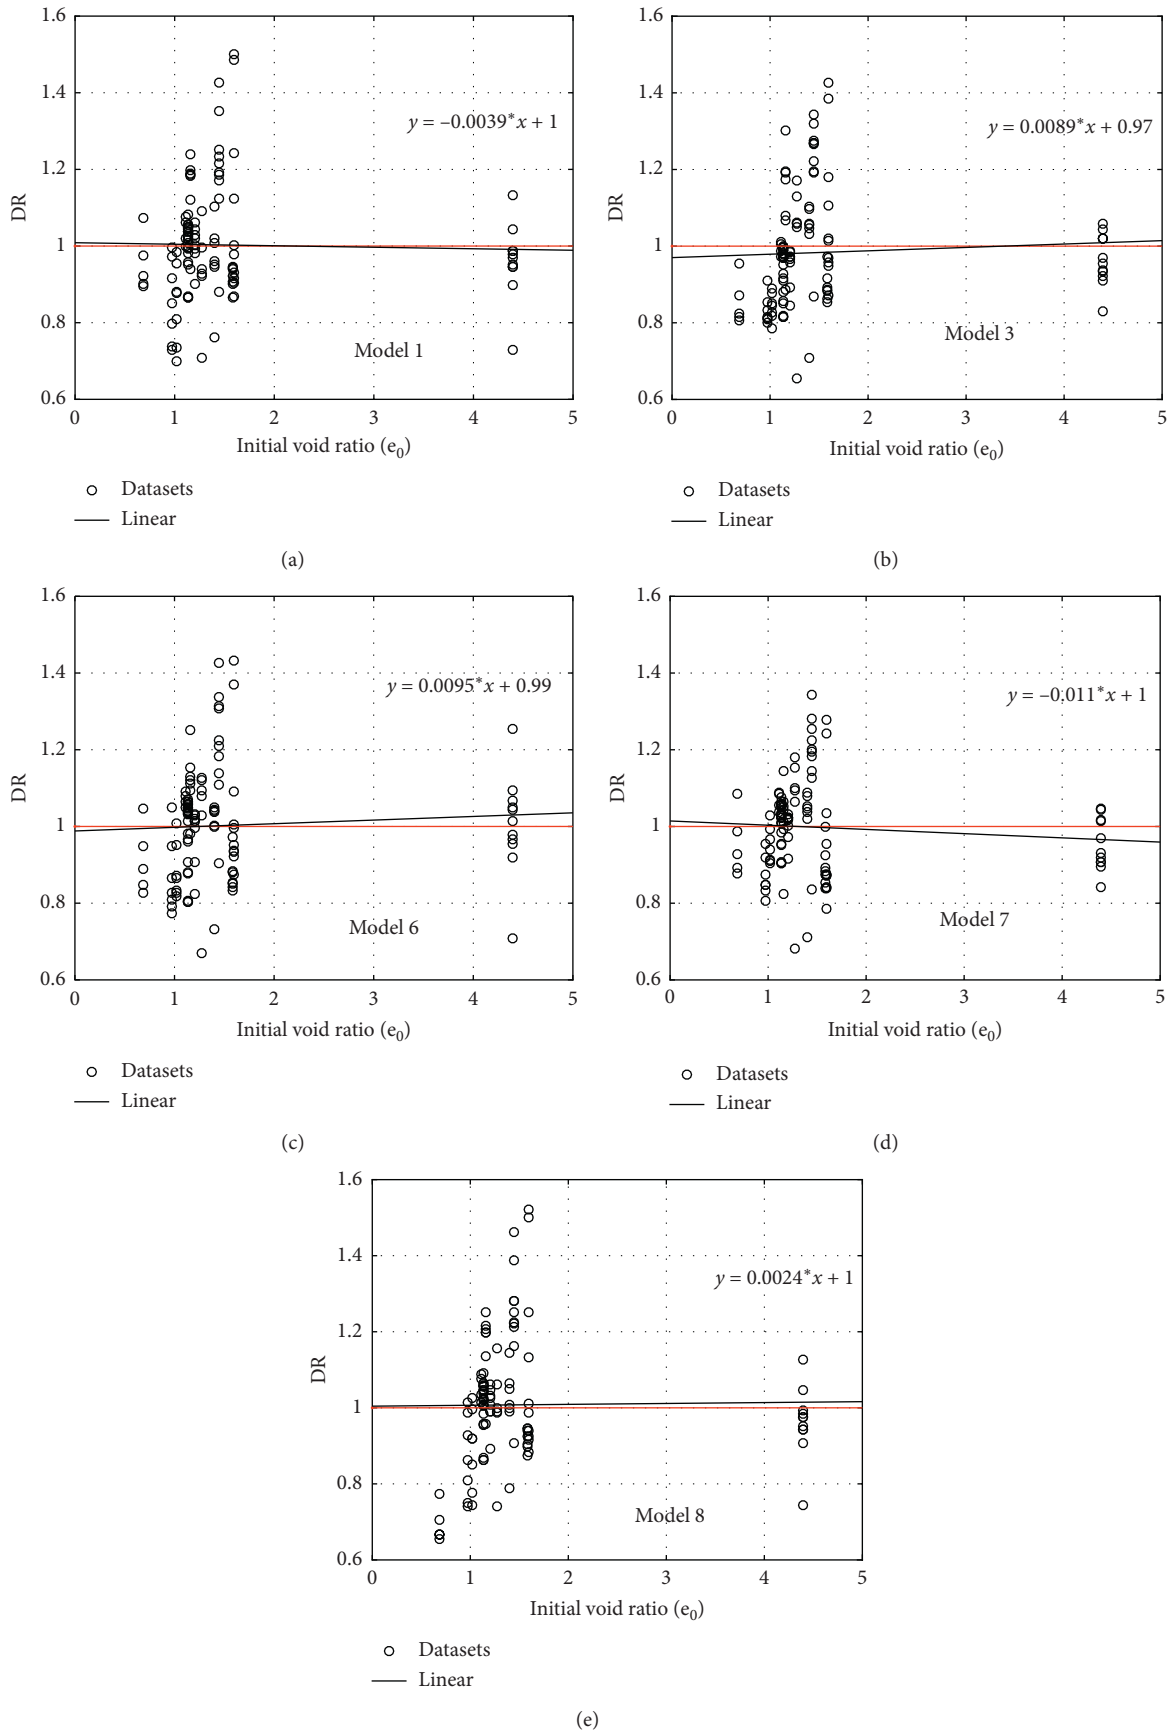 1.6
1.4
y = –0.0039*x + 1
1.2
DR
1
0.8
Model 1
0.6
0 1 2 3 4 5
Initial void ratio (e₀)
Datasets
Linear
(a)
1.6
1.4
y = 0.0089*x + 0.97
1.2
DR
1
0.8
Model 3
0.6
0 1 2 3 4 5
Initial void ratio (e₀)
Datasets
Linear
(b)
1.6
1.4
y = 0.0095*x + 0.99
1.2
DR
1
0.8
Model 6
0.6
0 1 2 3 4 5
Initial void ratio (e₀)
Datasets
Linear
(c)
1.6
1.4
y = –0.011*x + 1
1.2
DR
1
0.8
Model 7
0.6
0 1 2 3 4 5
Initial void ratio (e₀)
Datasets
Linear
(d)
1.6
1.4
y = 0.0024*x + 1
1.2
DR
1
0.8
Model 8
0.6
0 1 2 3 4 5
Initial void ratio (e₀)
Datasets
Linear
(e)